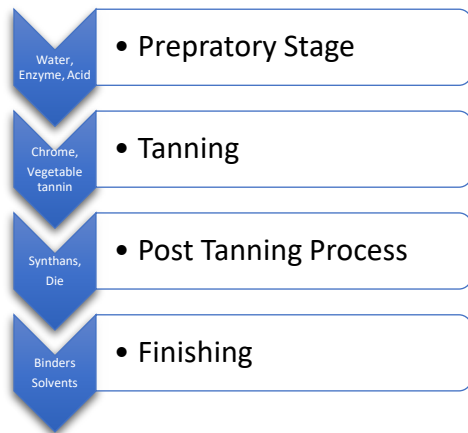 Water,
Enzyme, Acid
• Prepratory Stage
Chrome,
Vegetable
tannin
• Tanning
Synthans,
Die
• Post Tanning Process
Binders
Solvents
• Finishing